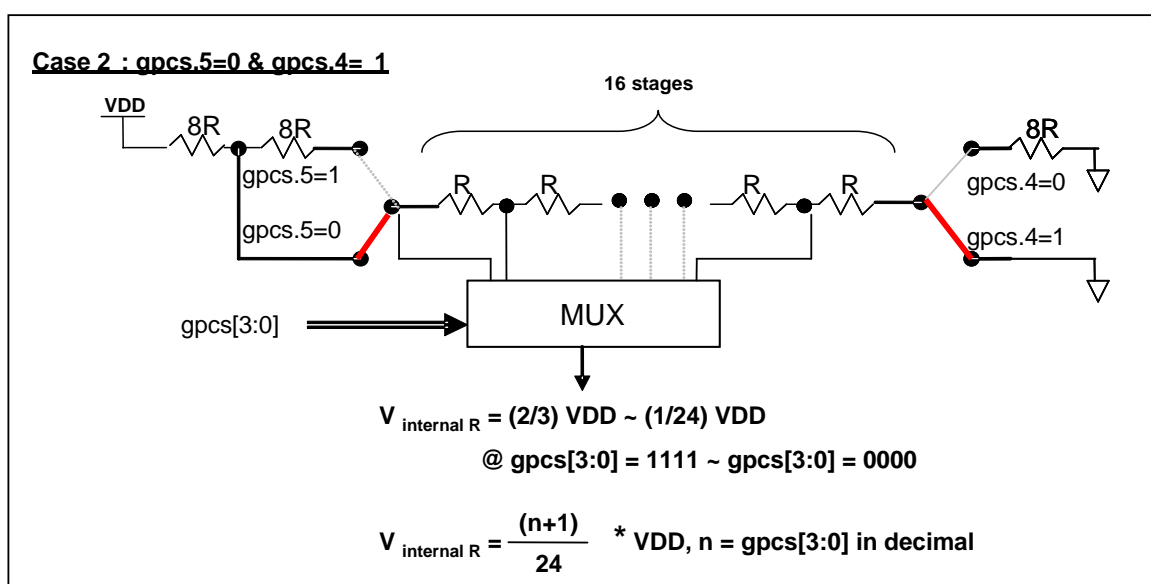 Case 2 : gpcs.5=0 & gpcs.4= 1
16 stages
VDD
8R
8R
8R
gpcs.5=1
R
R
R
R
gpcs.4=0
gpcs.5=0
gpcs.4=1
gpcs[3:0]
MUX
V internal R = (2/3) VDD ~ (1/24) VDD
@ gpcs[3:0] = 1111 ~ gpcs[3:0] = 0000
V internal R = (n+1) / 24 * VDD, n = gpcs[3:0] in decimal